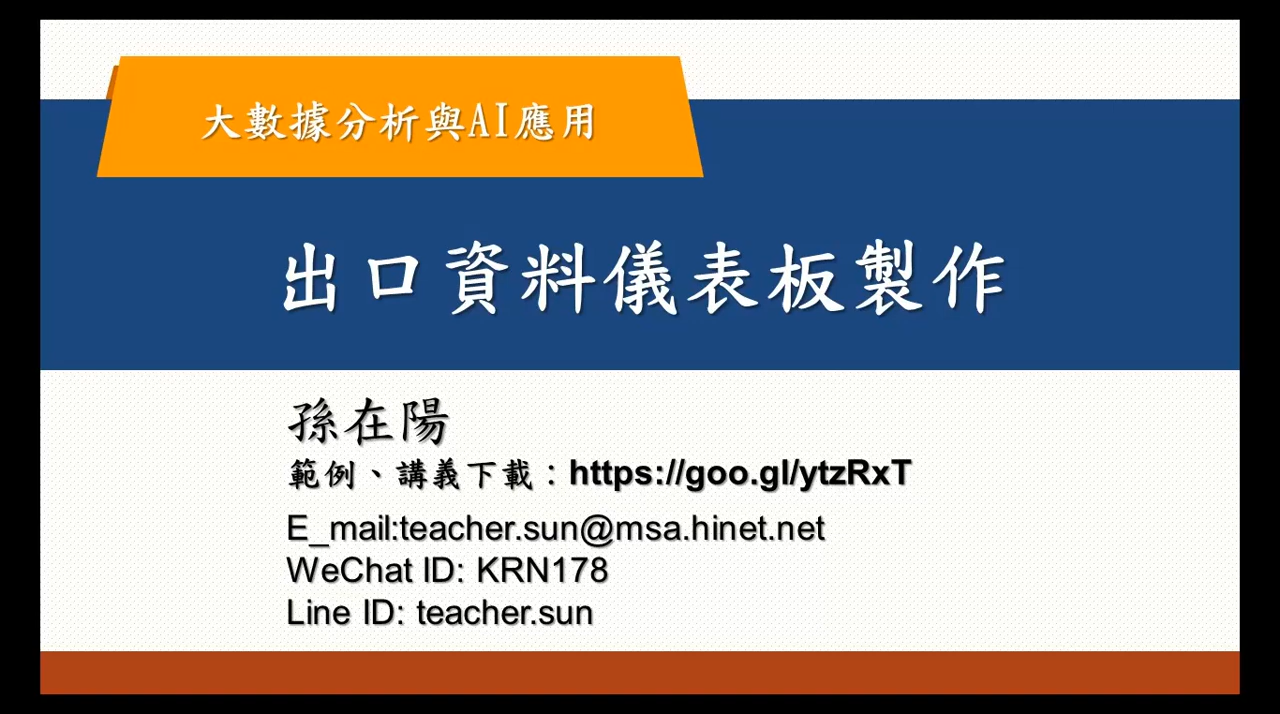 大數據分析與AI應用
出口資料儀表板製作
孫在陽
範例、講義下載：https://goo.gl/ytzRxT
E_mail:teacher.sun@msa.hinet.net
WeChat ID: KRN178
Line ID: teacher.sun